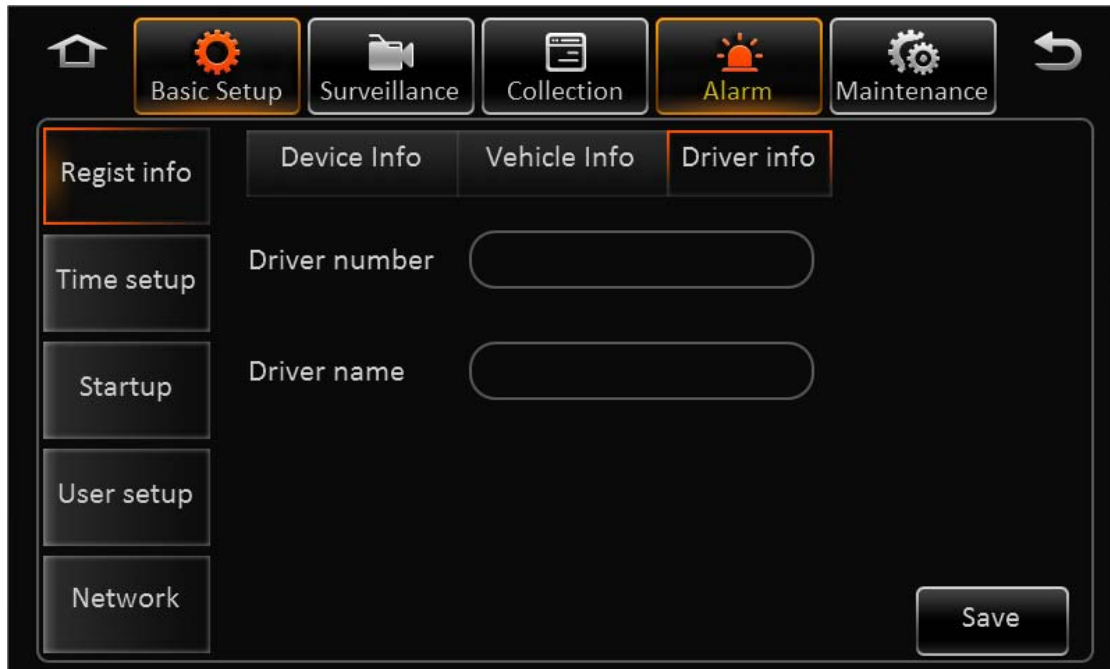 Basic Setup
Surveillance
Collection
Alarm
Maintenance
Regist info
Device Info
Vehicle Info
Driver info
Time setup
Driver number
Startup
Driver name
User setup
Network
Save